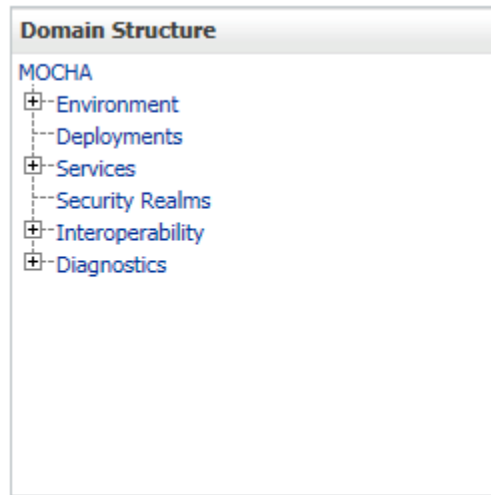 Domain Structure
MOCHA
Environment
Deployments
Services
Security Realms
Interoperability
Diagnostics